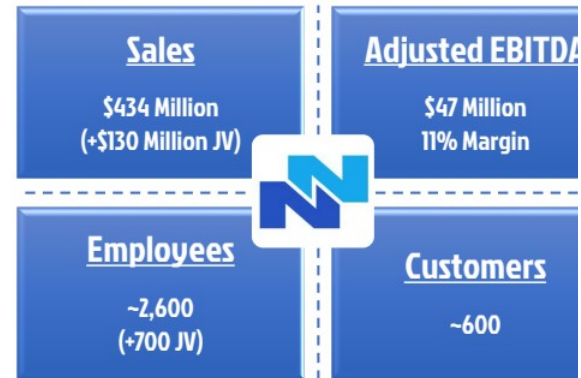 Sales
$434 Million
(+$130 Million JV)
Adjusted EBITDA
$47 Million
11% Margin
NN
Employees
~2,600
(+700 JV)
Customers
~600